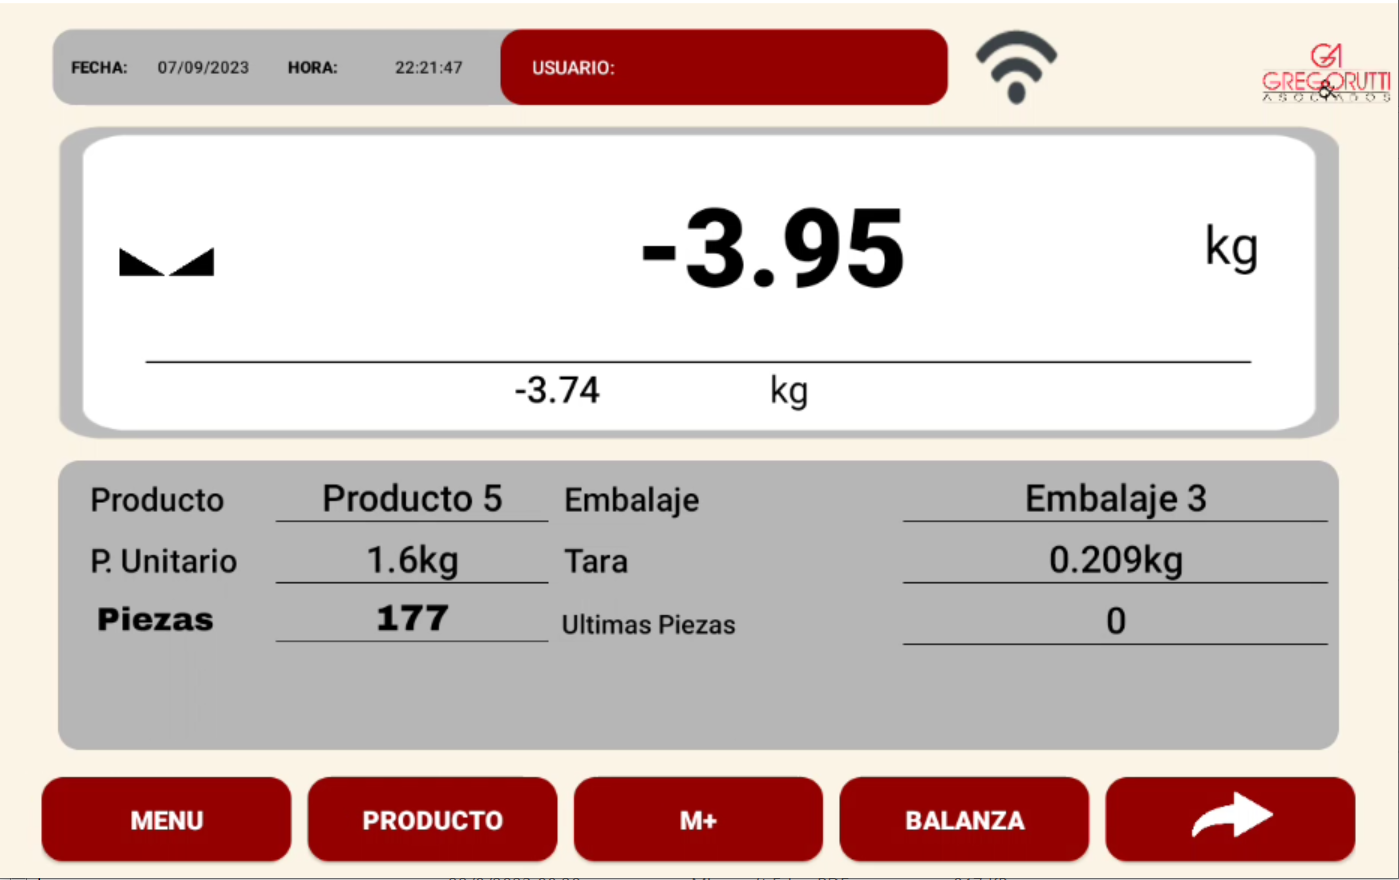 FECHA: 07/09/2023 HORA: 22:21:47 USUARIO:
GA
GREGORUTTI
&
ASOCIADOS
-3.95 kg
-3.74 kg
Producto Producto 5 Embalaje Embalaje 3
P. Unitario 1.6kg Tara 0.209kg
Piezas 177 Ultimas Piezas 0
MENU PRODUCTO M+ BALANZA